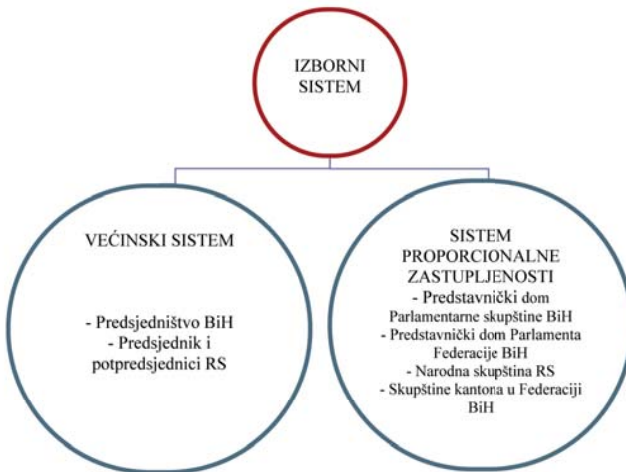 IZBORNI
SISTEM
VEĆINSKI SISTEM
- Predsjedništvo BiH
- Predsjednik i
potpredsjednici RS
SISTEM
PROPORCIONALNE
ZASTUPLJENOSTI
- Predstavnički dom
Parlamentarne skupštine BiH
- Predstavnički dom Parlamenta
Federacije BiH
- Narodna skupština RS
- Skupštine kantona u Federaciji
BiH